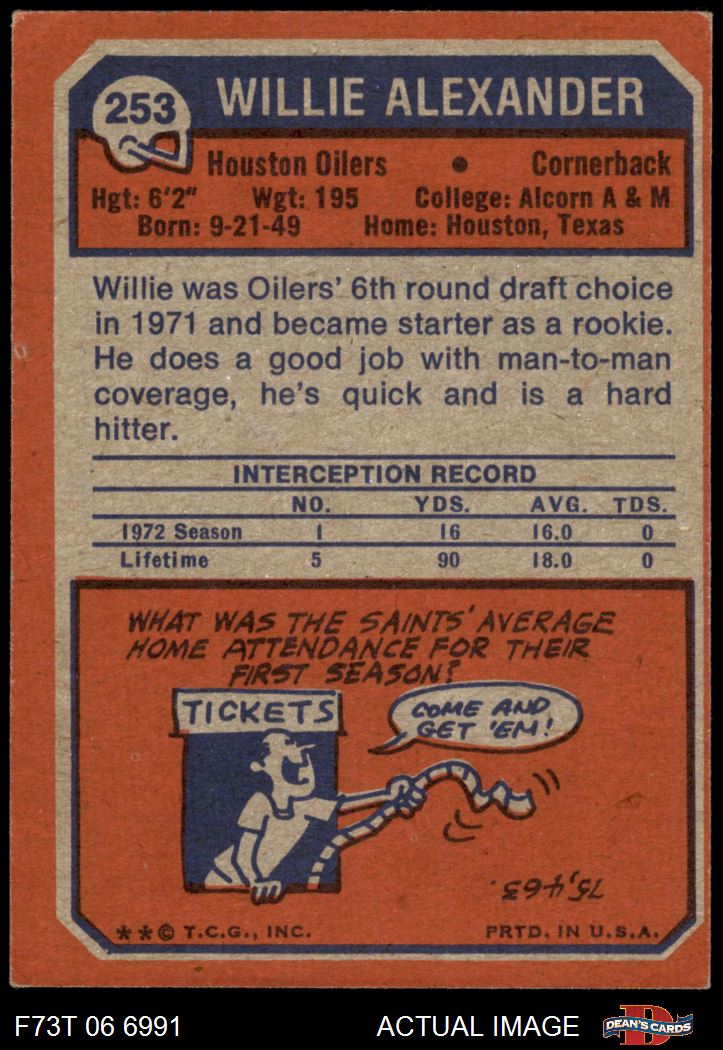 253
WILLIE ALEXANDER
Houston Oilers • Cornerback
Hgt: 6'2" Wgt: 195 College: Alcorn A & M
Born: 9-21-49 Home: Houston, Texas
Willie was Oilers' 6th round draft choice
in 1971 and became starter as a rookie.
He does a good job with man-to-man
coverage, he's quick and is a hard
hitter.
INTERCEPTION RECORD
NO. YDS. AVG. TDS.
1972 Season 1 16 16.0 0
Lifetime 5 90 18.0 0
WHAT WAS THE SAINTS' AVERAGE
HOME ATTENDANCE FOR THEIR
FIRST SEASON?
TICKETS
COME AND
GET 'EM!
75,463.
**© T.C.G., INC. PRTD. IN U.S.A.
F73T 06 6991 ACTUAL IMAGE
D
DEAN'S CARDS